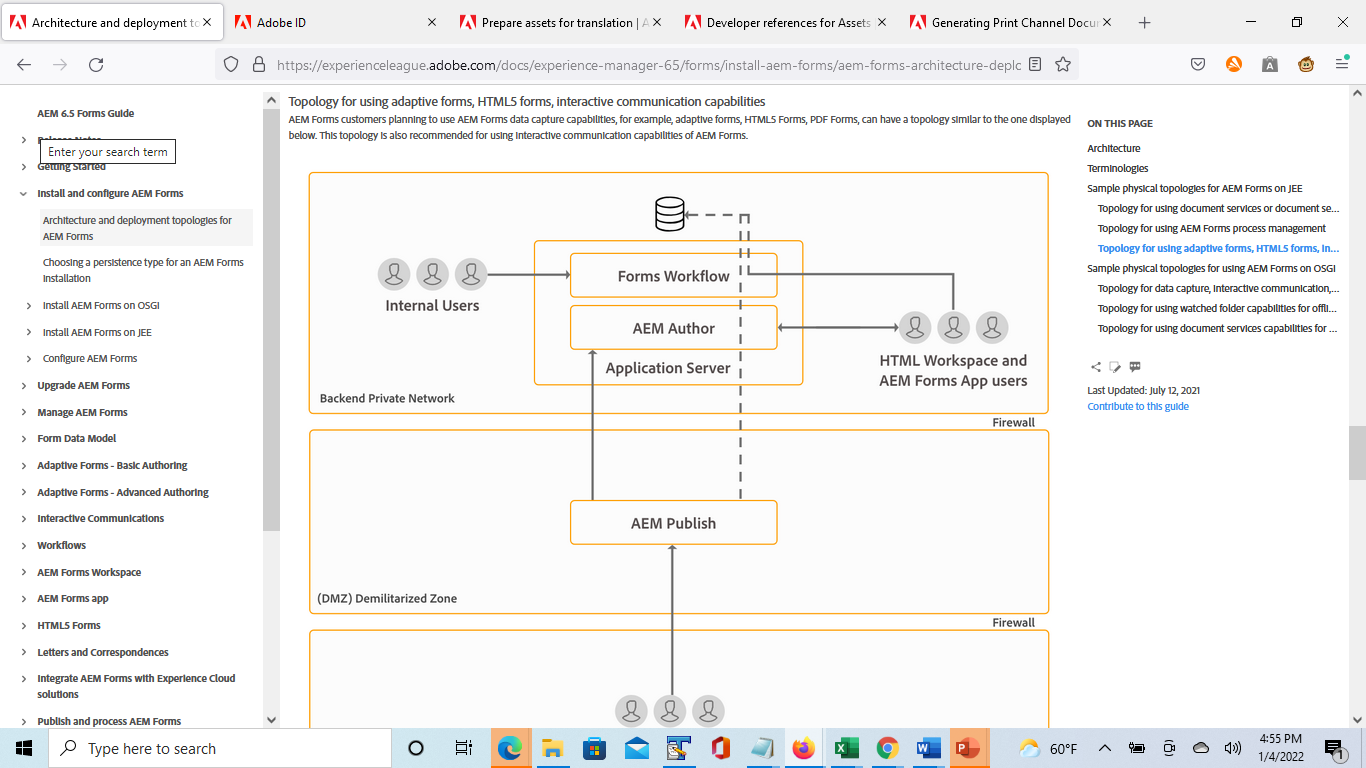 Architecture and deployment to
Adobe ID
Prepare assets for translation | A
Developer references for Assets
Generating Print Channel Docu
https://experienceleague.adobe.com/docs/experience-manager-65/forms/install-aem-forms/aem-forms-architecture-deplc
AEM 6.5 Forms Guide
Release Notes
Enter your search term
Getting Started
Install and configure AEM Forms
Architecture and deployment topologies for
AEM Forms
Choosing a persistence type for an AEM Forms
installation
Install AEM Forms on OSGI
Install AEM Forms on JEE
Configure AEM Forms
Upgrade AEM Forms
Manage AEM Forms
Form Data Model
Adaptive Forms - Basic Authoring
Adaptive Forms - Advanced Authoring
Interactive Communications
Workflows
AEM Forms Workspace
AEM Forms app
HTML5 Forms
Letters and Correspondences
Integrate AEM Forms with Experience Cloud
solutions
Publish and process AEM Forms
Topology for using adaptive forms, HTML5 forms, interactive communication capabilities
AEM Forms customers planning to use AEM Forms data capture capabilities, for example, adaptive forms, HTML5 Forms, PDF Forms, can have a topology similar to the one displayed
below. This topology is also recommended for using interactive communication capabilities of AEM Forms.
Forms Workflow
Internal Users
AEM Author
Application Server
HTML Workspace and
AEM Forms App users
Backend Private Network
Firewall
AEM Publish
(DMZ) Demilitarized Zone
Firewall
ON THIS PAGE
Architecture
Terminologies
Sample physical topologies for AEM Forms on JEE
Topology for using document services or document se...
Topology for using AEM Forms process management
Topology for using adaptive forms, HTML5 forms, in...
Sample physical topologies for using AEM Forms on OSGI
Topology for data capture, interactive communication,...
Topology for using watched folder capabilities for offli...
Topology for using document services capabilities for ...
Last Updated: July 12, 2021
Contribute to this guide
Type here to search
60°F
4:55 PM
1/4/2022
1